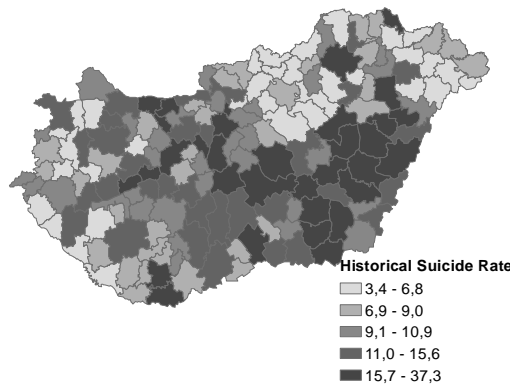 Historical Suicide Rate
3,4 - 6,8
6,9 - 9,0
9,1 - 10,9
11,0 - 15,6
15,7 - 37,3